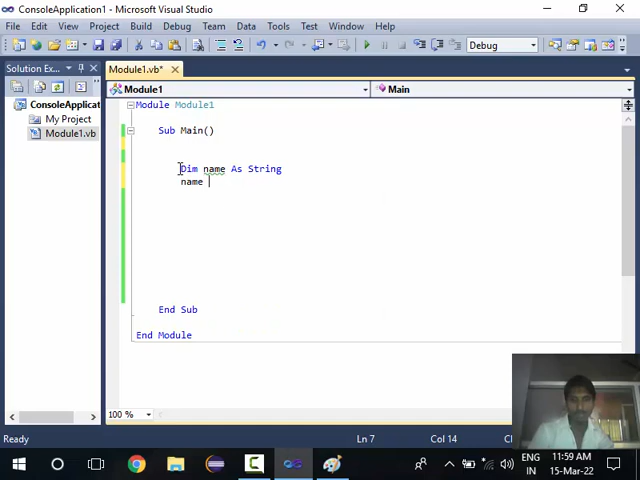 ConsoleApplication1 - Microsoft Visual Studio
File Edit View Project Build Debug Team Data Tools Test Window Help
Debug
Solution Ex...
Module1.vb*
Module1
Main
ConsoleApplicat
My Project
Module1.vb
Module Module1
Sub Main()
Dim name As String
name
End Sub
End Module
100 %
Ready
Ln 7
Col 14
ENG
IN
11:59 AM
15-Mar-22